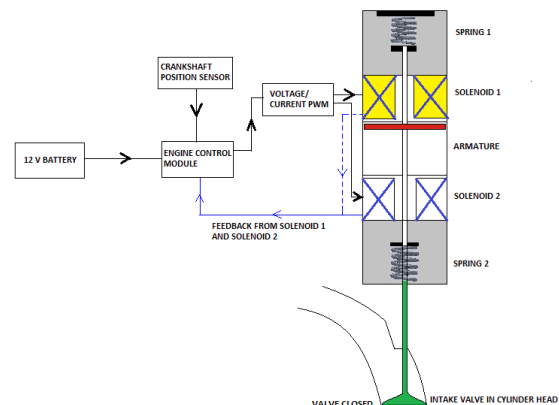 SPRING 1
CRANKSHAFT
POSITION SENSOR
VOLTAGE/
CURRENT PWM
SOLENOID 1
12 V BATTERY
ENGINE CONTROL
MODULE
ARMATURE
SOLENOID 2
FEEDBACK FROM SOLENOID 1
AND SOLENOID 2
SPRING 2
VALVE CLOSED
INTAKE VALVE IN CYLINDER HEAD